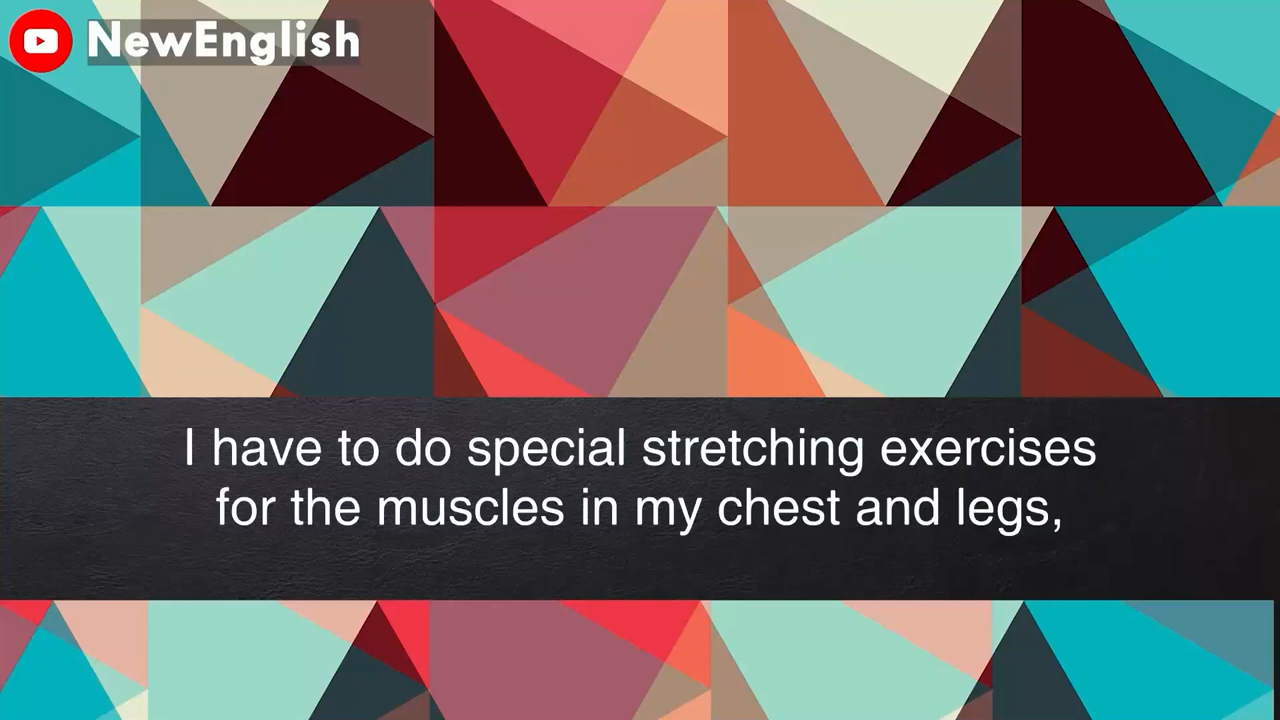 NewEnglish
I have to do special stretching exercises
for the muscles in my chest and legs,